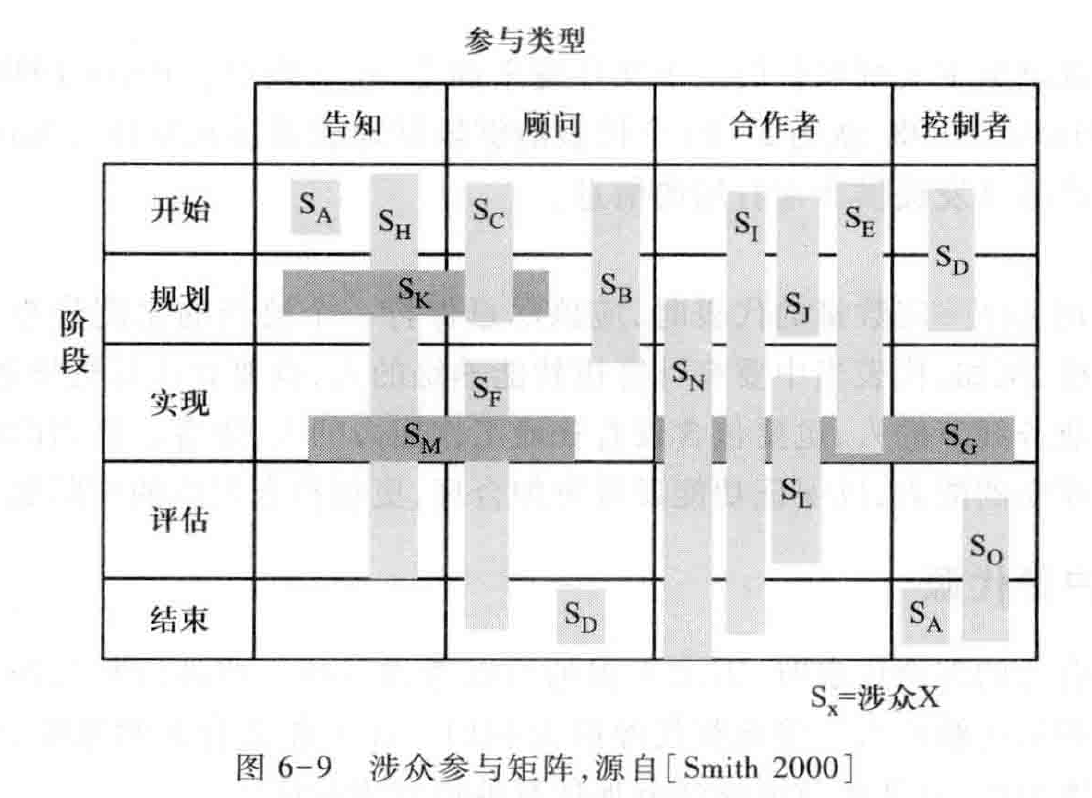 参与类型
告知 顾问 合作者 控制者
阶段
开始 S_A S_H S_C S_I S_E S_D
规划 S_K S_B S_J
实现 S_F S_N S_M S_G
评估 S_L S_O
结束 S_D S_A
S_x=涉众X
图 6-9 涉众参与矩阵,源自[Smith 2000]